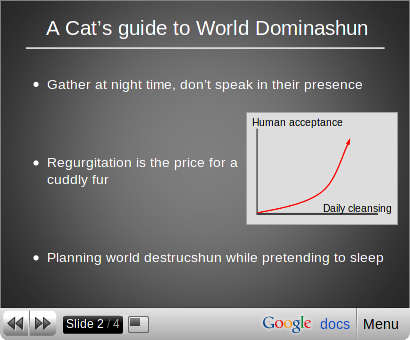 A Cat's guide to World Dominashun
Gather at night time, don't speak in their presence
Human acceptance
Regurgitation is the price for a
cuddly fur
Daily cleansing
Planning world destrucshun while pretending to sleep
Slide 2 / 4
Google docs
Menu